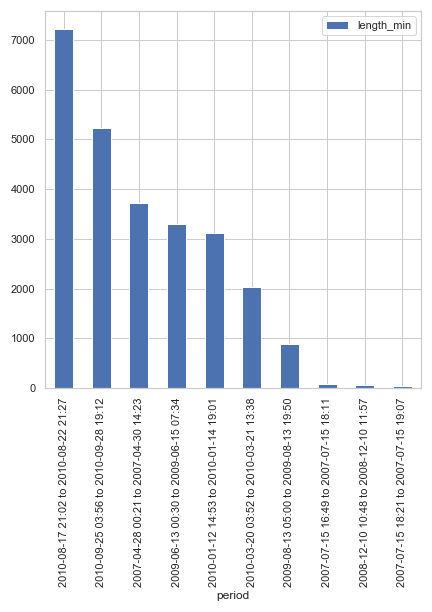 length_min
7000
6000
5000
4000
3000
2000
1000
0
2010-08-17 21:02 to 2010-08-22 21:27
2010-09-25 03:56 to 2010-09-28 19:12
2007-04-28 00:21 to 2007-04-30 14:23
2009-06-13 00:30 to 2009-06-15 07:34
2010-01-12 14:53 to 2010-01-14 19:01
2010-03-20 03:52 to 2010-03-21 13:38
2009-08-13 05:00 to 2009-08-13 19:50
2007-07-15 16:49 to 2007-07-15 18:11
2008-12-10 10:48 to 2008-12-10 11:57
2007-07-15 18:21 to 2007-07-15 19:07
period